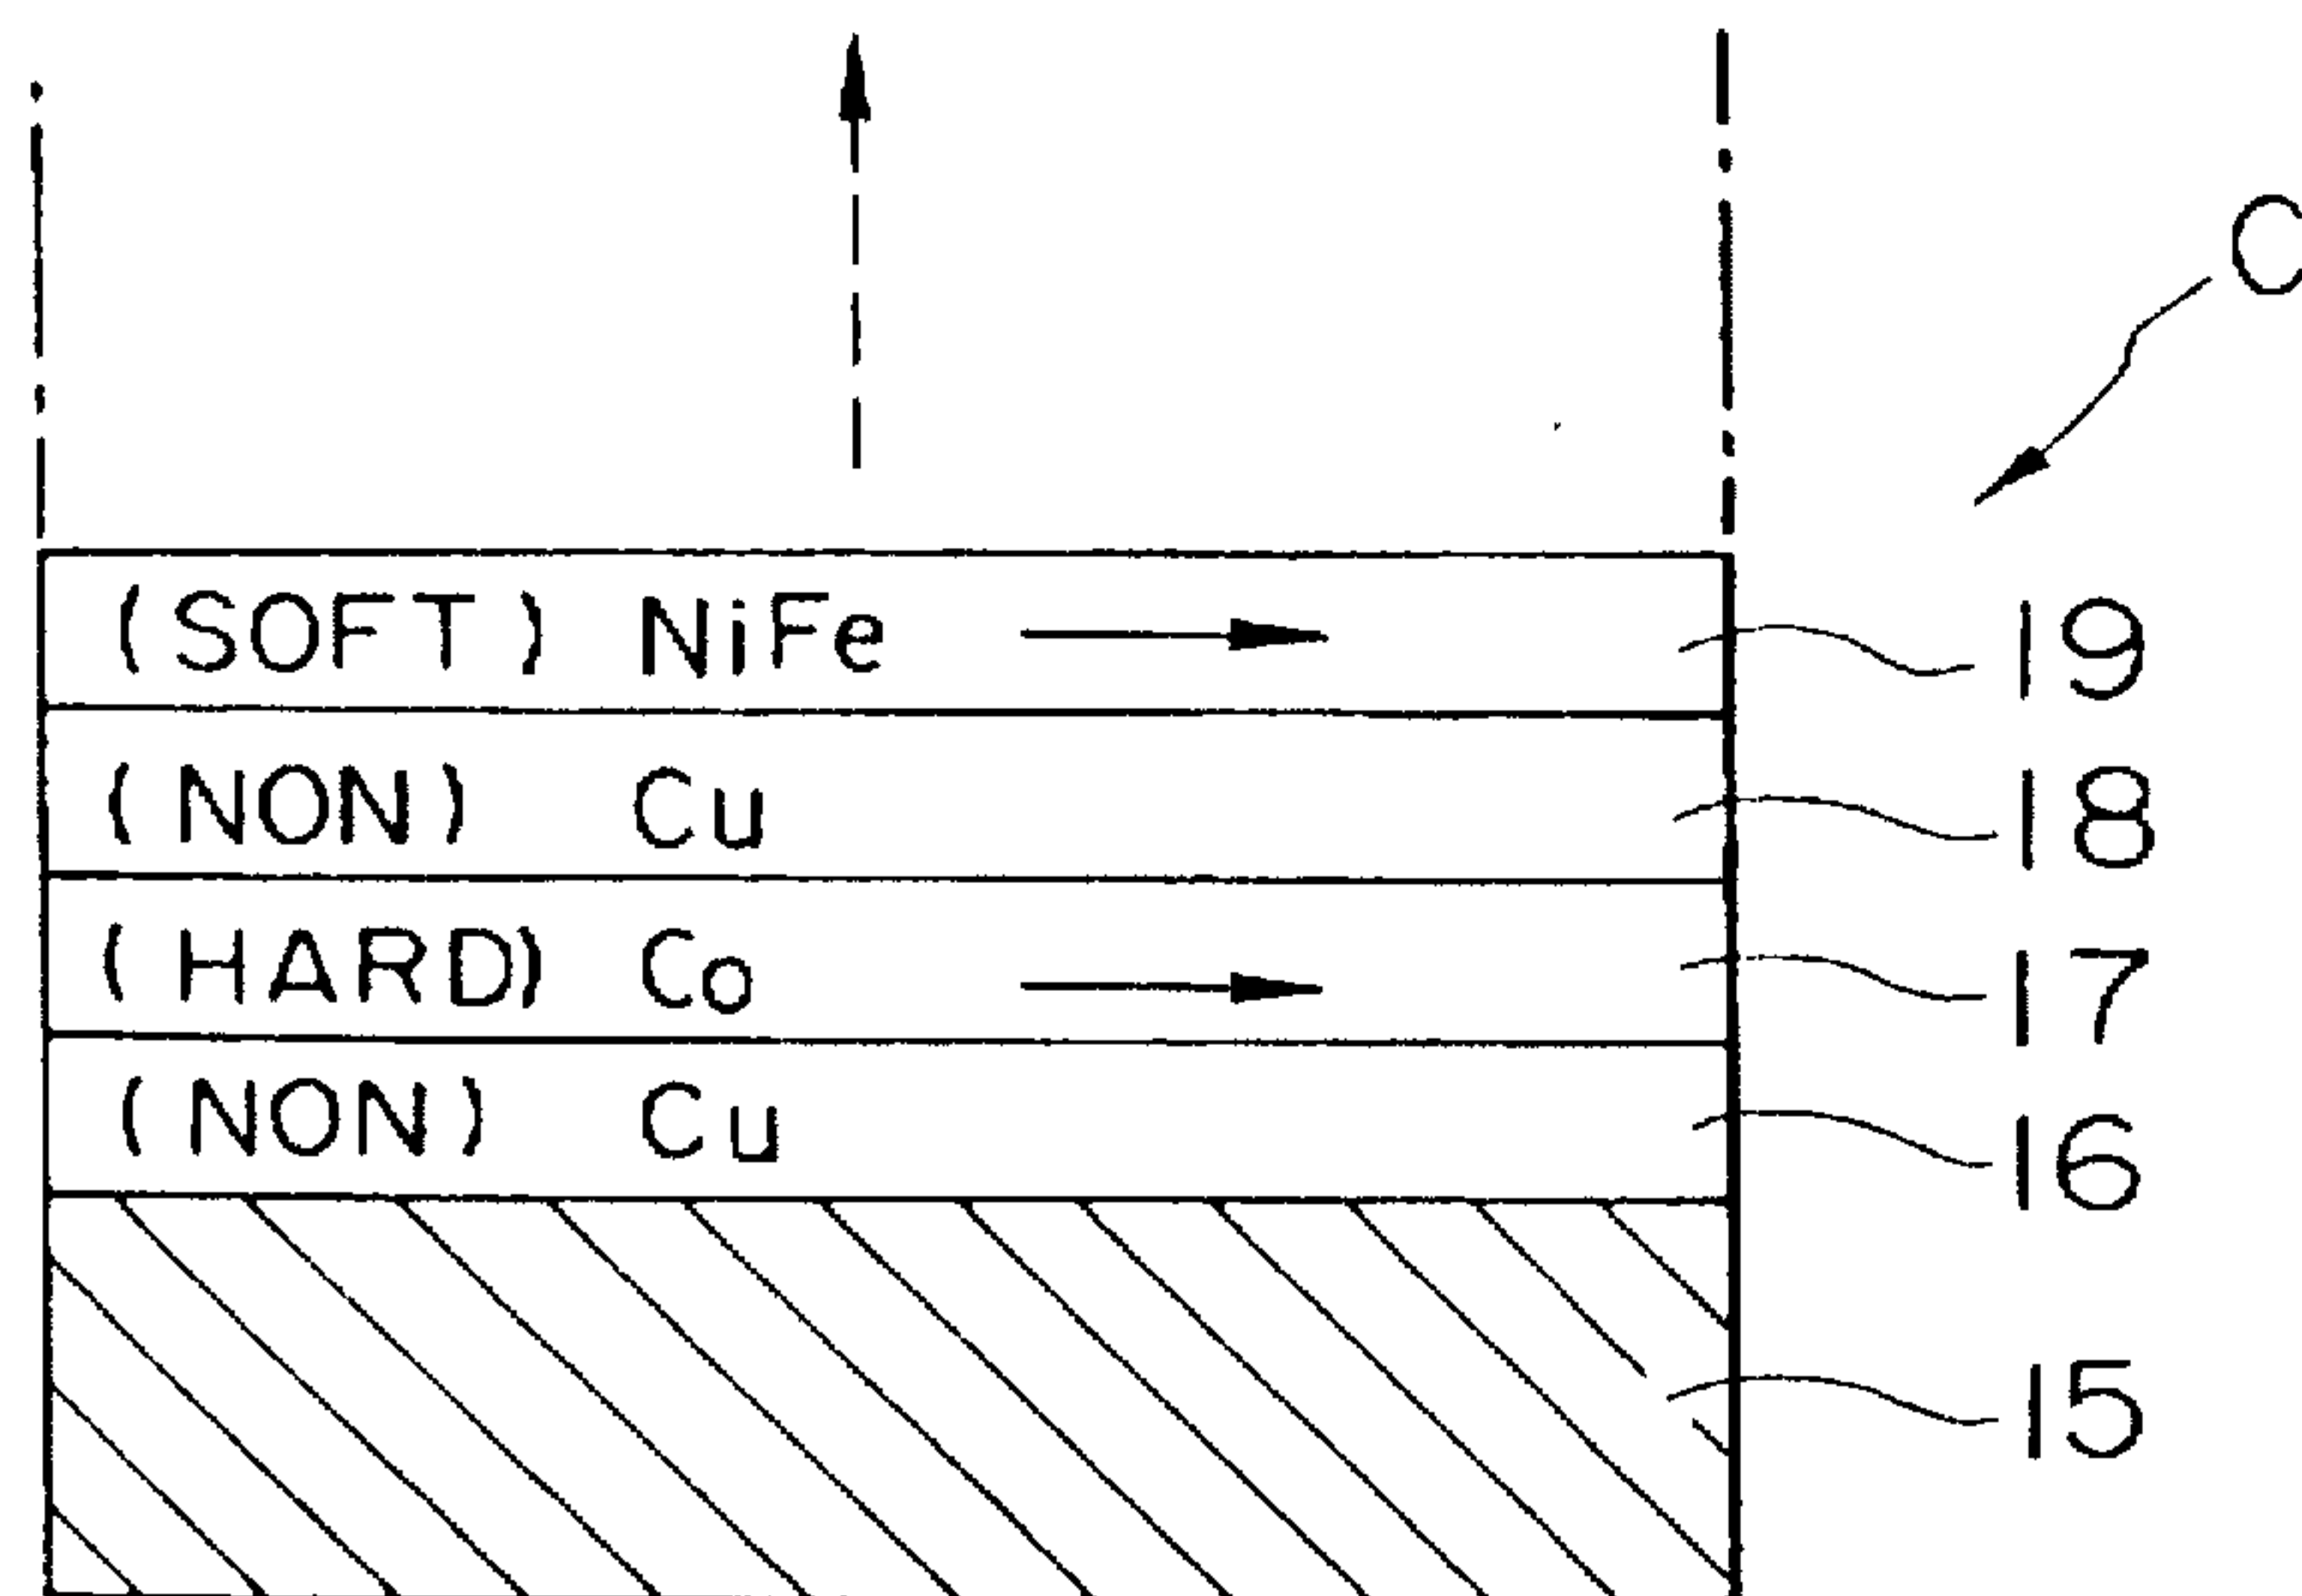 C
(SOFT) NiFe 19
(NON) Cu 18
(HARD) Co 17
(NON) Cu 16
15